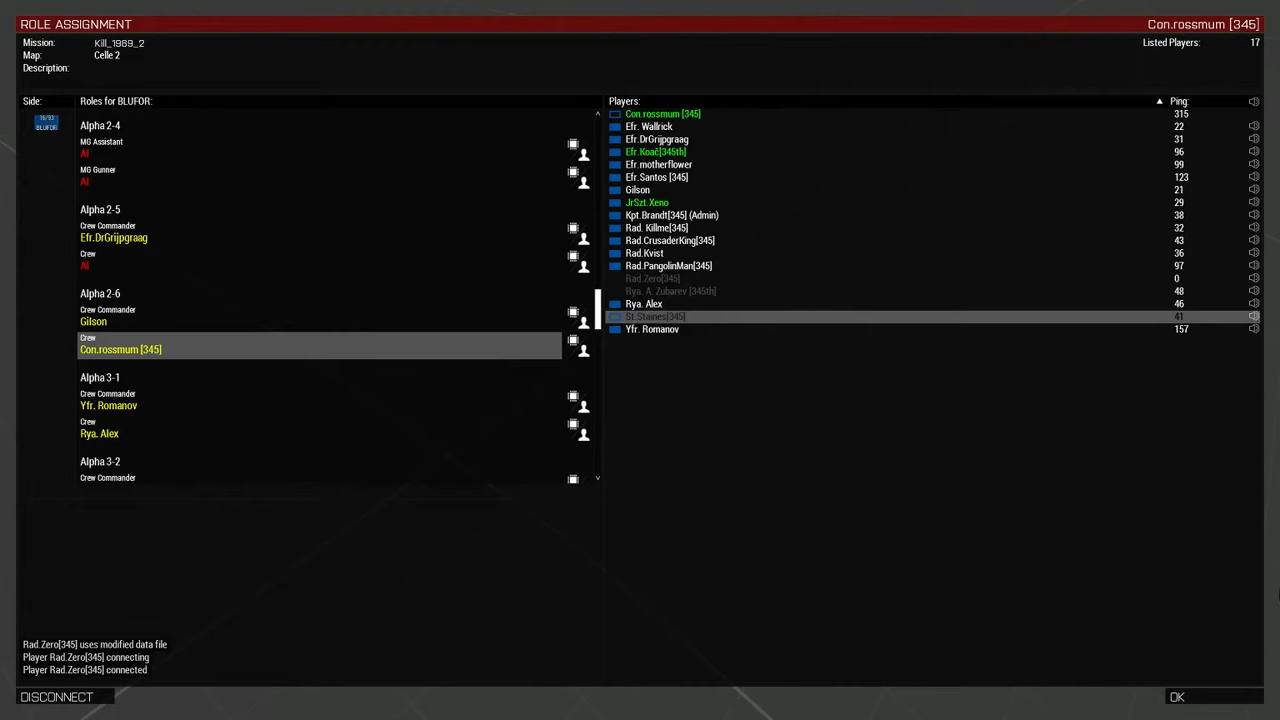 ROLE ASSIGNMENT
Con.rossmum [345]
Mission: Kill_1989_2
Listed Players: 17
Map: Celle 2
Description:
Side:
Roles for BLUFOR:
BLUFOR
Alpha 2-4
MG Assistant
AI
MG Gunner
AI
Alpha 2-5
Crew Commander
Efr.DrGrijpgraag
Crew
AI
Alpha 2-6
Crew Commander
Gilson
Crew
Con.rossmum [345]
Alpha 3-1
Crew Commander
Yfr. Romanov
Crew
Rya. Alex
Alpha 3-2
Crew Commander
Players: Ping:
Con.rossmum [345] 315
Efr. Wallrick 22
Efr.DrGrijpgraag 31
Efr.Koač[345th] 96
Efr.motherflower 99
Efr.Santos [345] 123
Gilson 21
JrSzt.Xeno 29
Kpt.Brandt[345] (Admin) 38
Rad. Killme[345] 32
Rad.CrusaderKing[345] 43
Rad.Kvist 36
Rad.PangolinMan[345] 97
Rad.Zero[345] 0
Rya. A. Zubarev [345th] 48
Rya. Alex 46
St.Staines[345] 41
Yfr. Romanov 157
Rad.Zero[345] uses modified data file
Player Rad.Zero[345] connecting
Player Rad.Zero[345] connected
DISCONNECT
OK